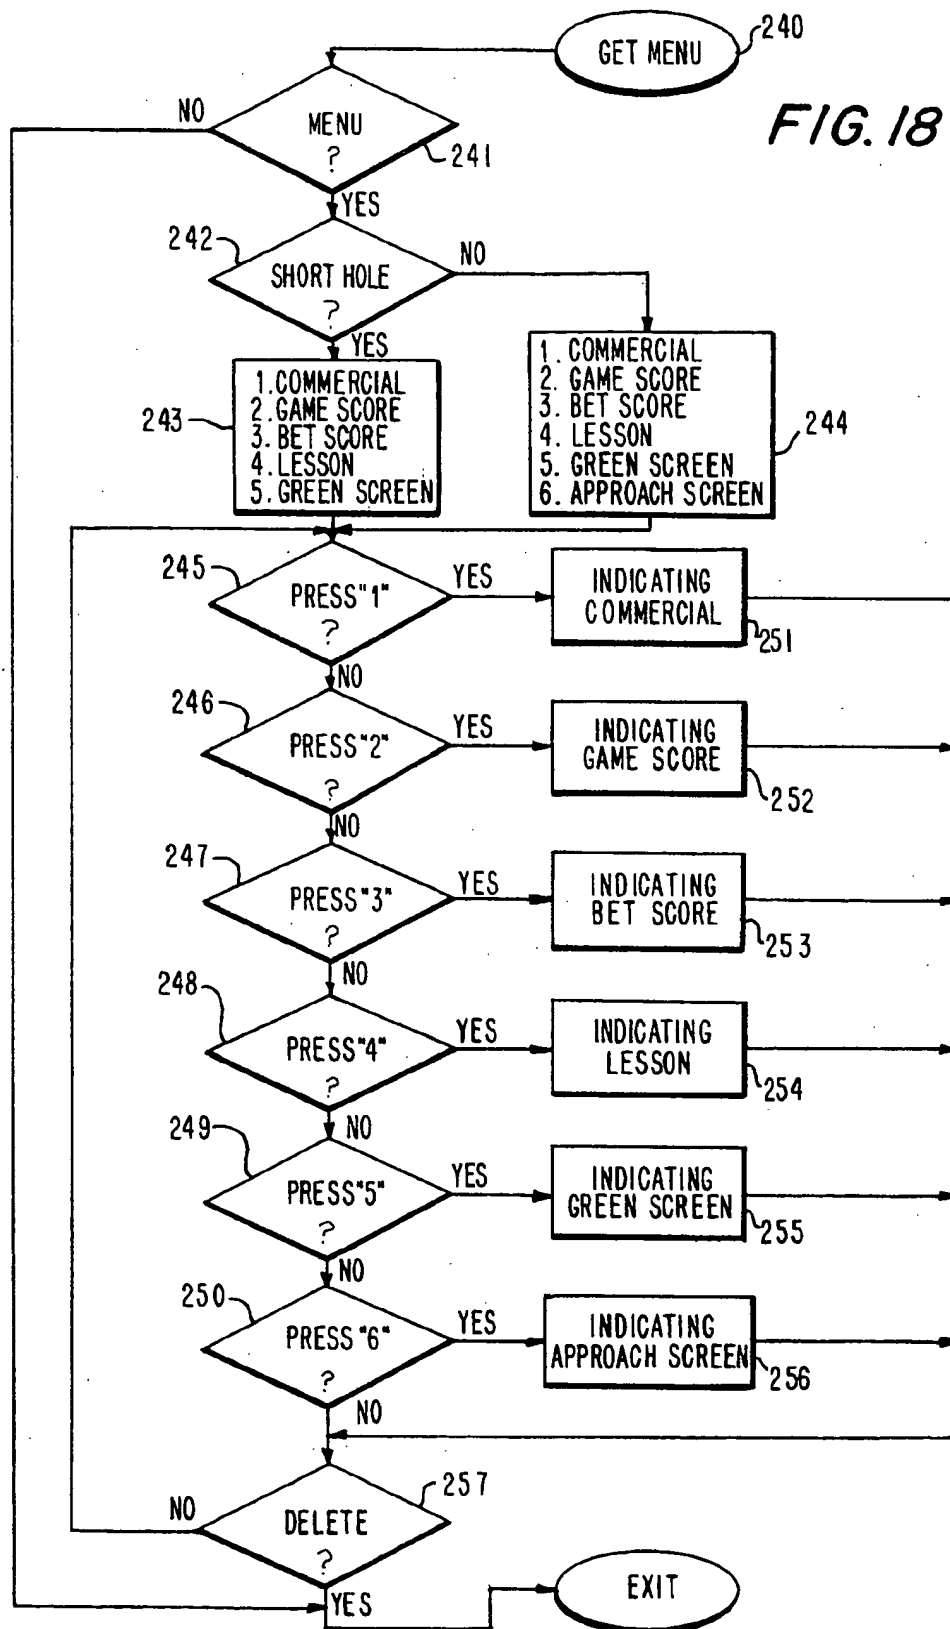 240
GET MENU
FIG. 18
NO
MENU
?
241
YES
242
SHORT HOLE
?
NO
YES
243
1. COMMERCIAL
2. GAME SCORE
3. BET SCORE
4. LESSON
5. GREEN SCREEN
1. COMMERCIAL
2. GAME SCORE
3. BET SCORE
4. LESSON
5. GREEN SCREEN
6. APPROACH SCREEN
244
245
PRESS "1"
?
YES
INDICATING
COMMERCIAL
251
NO
246
PRESS "2"
?
YES
INDICATING
GAME SCORE
252
NO
247
PRESS "3"
?
YES
INDICATING
BET SCORE
253
NO
248
PRESS "4"
?
YES
INDICATING
LESSON
254
NO
249
PRESS "5"
?
YES
INDICATING
GREEN SCREEN
255
NO
250
PRESS "6"
?
YES
INDICATING
APPROACH SCREEN
256
NO
257
NO
DELETE
?
YES
EXIT